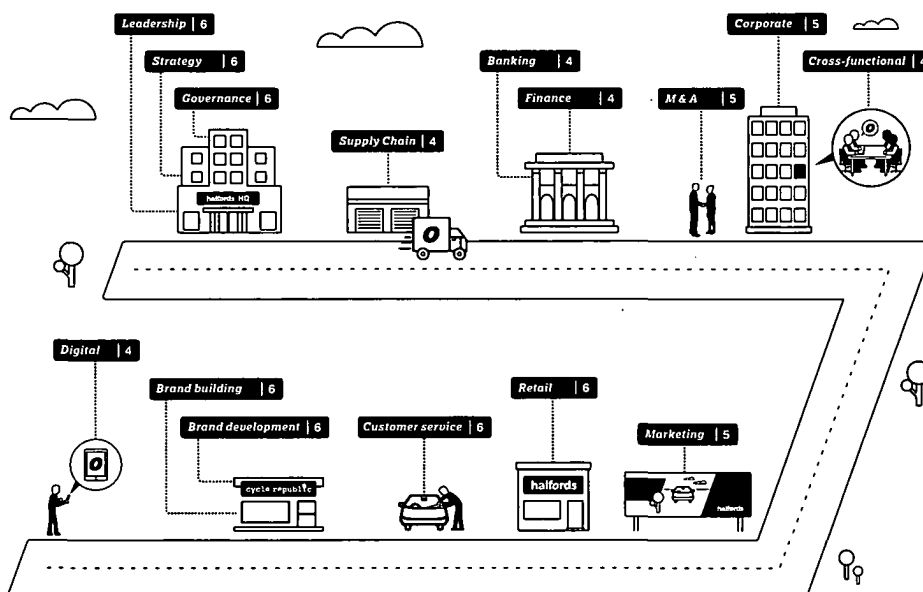 Leadership | 6
Corporate | 5
Strategy | 6
Banking | 4
Cross-functional | 4
Governance | 6
Finance | 4
M & A | 5
Supply Chain | 4
halfords HQ
Digital | 4
Brand building | 6
Retail | 6
Brand development | 6
Customer service | 6
Marketing | 5
cycle republic
halfords
halfords